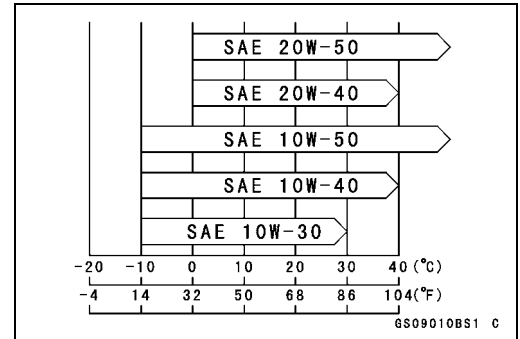 SAE 20W-50
SAE 20W-40
SAE 10W-50
SAE 10W-40
SAE 10W-30
-20 -10 0 10 20 30 40 (°C)
-4 14 32 50 68 86 104(°F)
GS09010BS1 C